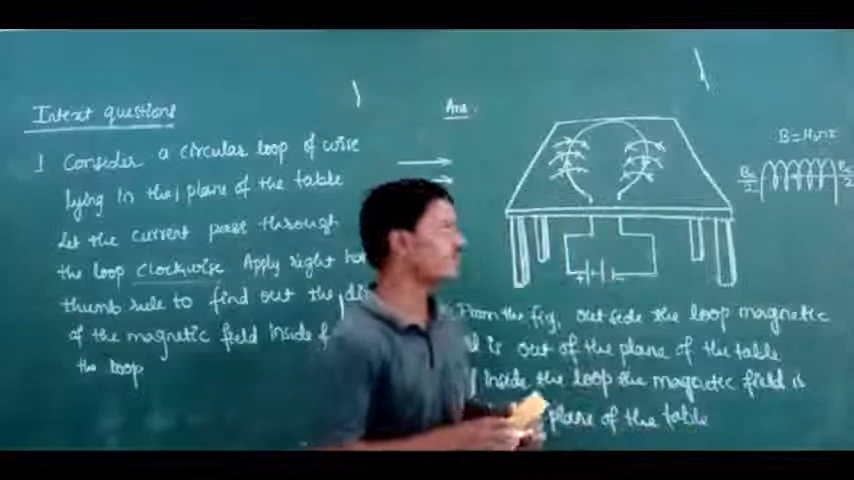 Intext questions
1 Consider a circular loop of wire
lying in the plane of the table
Let the current pass through
the loop clockwise Apply right
thumb rule to find out the
of the magnetic field inside
the loop
Ans.
From the fig, out side the loop magnetic
is out of the plane of the table
inside the loop the magnetic field is
plane of the table
+ -